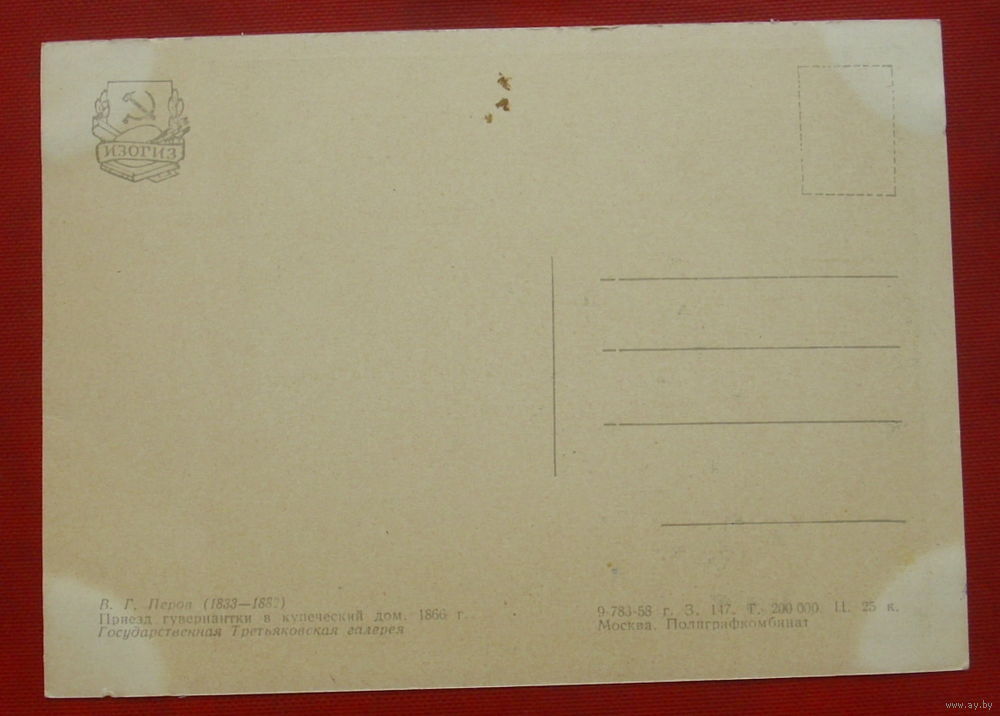 ИЗОГИЗ
В. Г. Перов (1833—1882)
Приезд гувернантки в купеческий дом. 1866 г.
Государственная Третьяковская галерея
9-783-58 г. З. 147. Т. 200 000. Ц. 25 к.
Москва. Полиграфкомбинат
www.ay.by